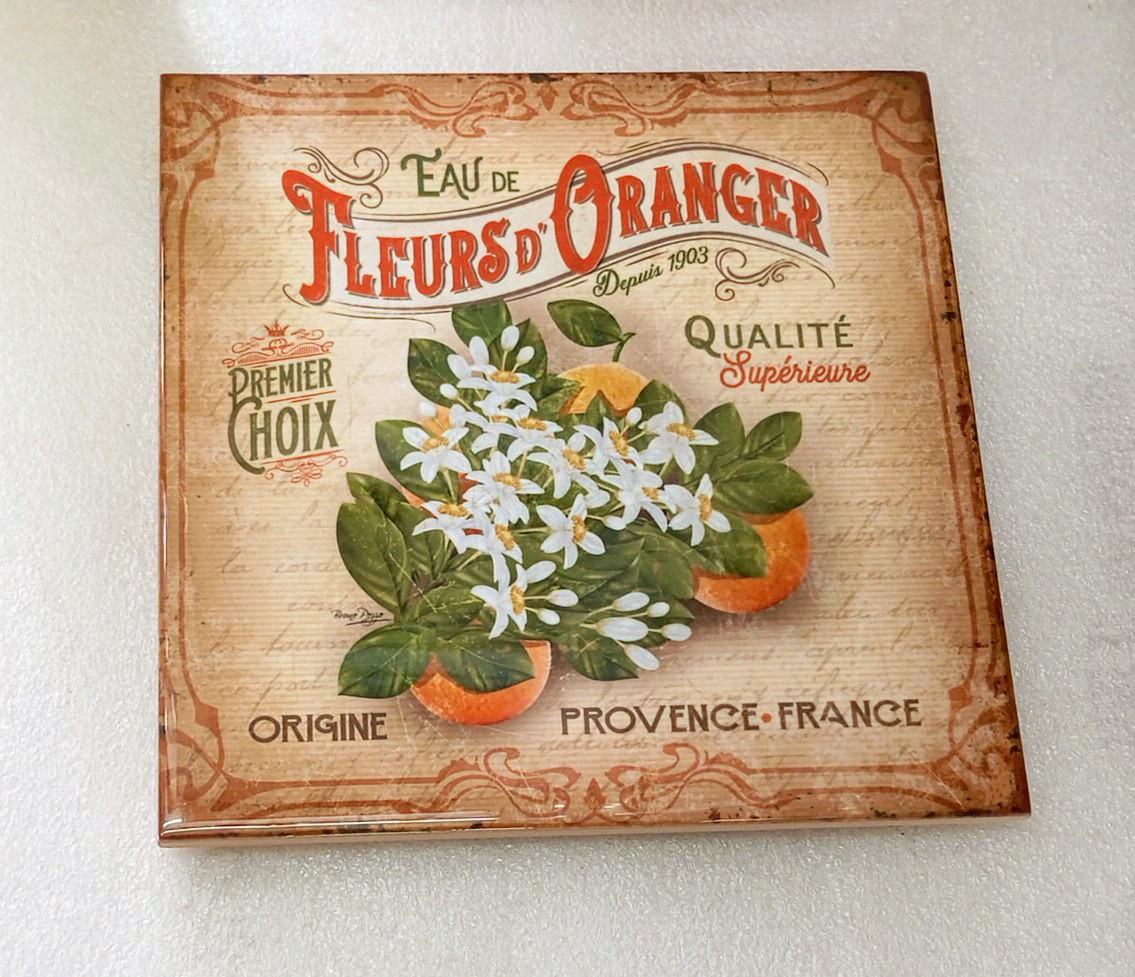 EAU DE
FLEURS D'ORANGER
Depuis 1903
QUALITÉ
Supérieure
PREMIER
CHOIX
ORIGINE
PROVENCE•FRANCE